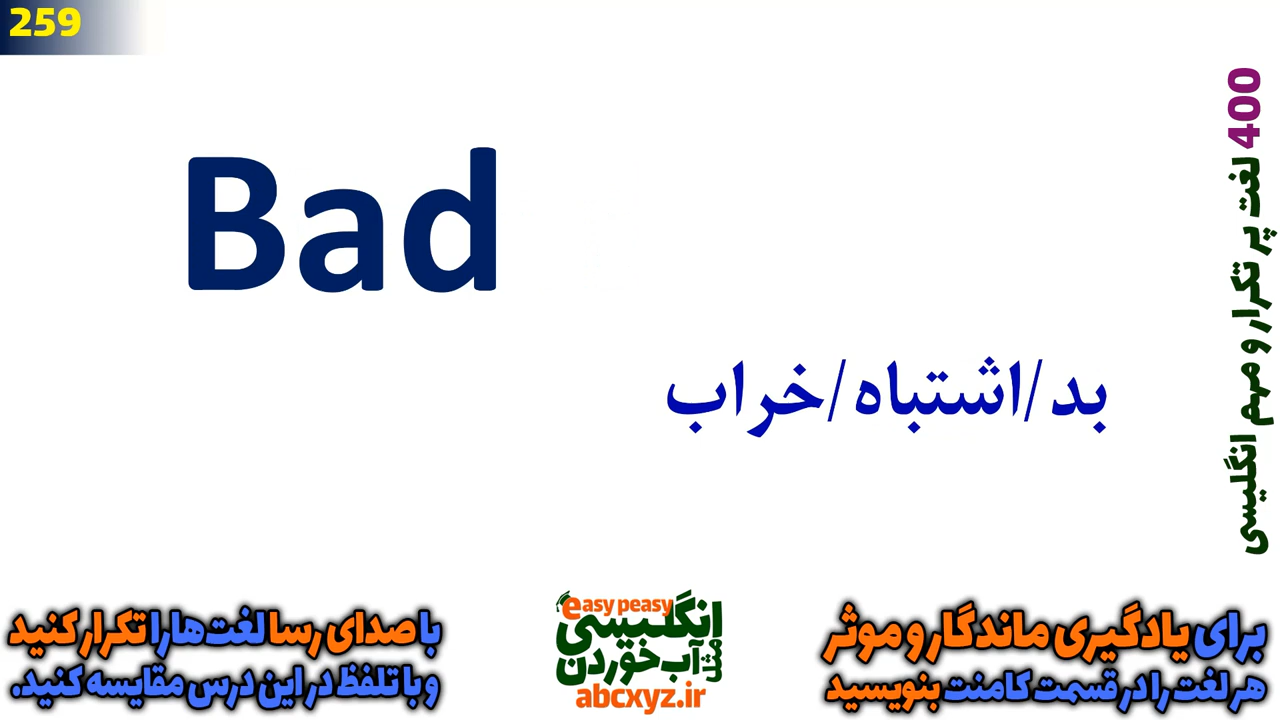 259
Bad
بد/اشتباه/خراب
400 لغت پر تکرار و مهم انگلیسی
با صدای رسا لغت‌ها را تکرار کنید
و با تلفظ در این درس مقایسه کنید.
easy peasy
انگلیسی
مثل آب خوردن
abcxyz.ir
برای یادگیری ماندگار و موثر
هر لغت را در قسمت کامنت بنویسید